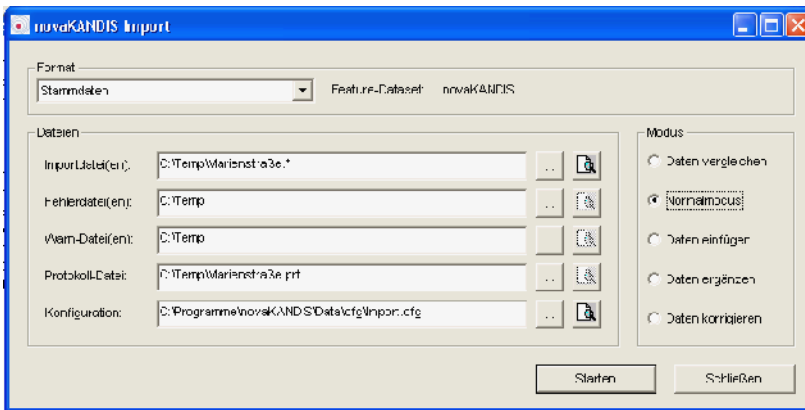 novaKANDIS Import
Format
Stammdaten
Feature-Dataset: novaKANDIS
Dateien
Importdatei(en): C:\Temp\Marienstraße.* ...
Fehlerdatei(en): C:\Temp ...
Warn-Datei(en): C:\Temp
Protokoll-Datei: C:\Temp\Marienstraße.prt ...
Konfiguration: C:\Programme\novaKANDIS\Data\cfg\Import.cfg ...
Modus
Daten vergleichen
Normalmodus
Daten einfügen
Daten ergänzen
Daten korrigieren
Starten
Schließen